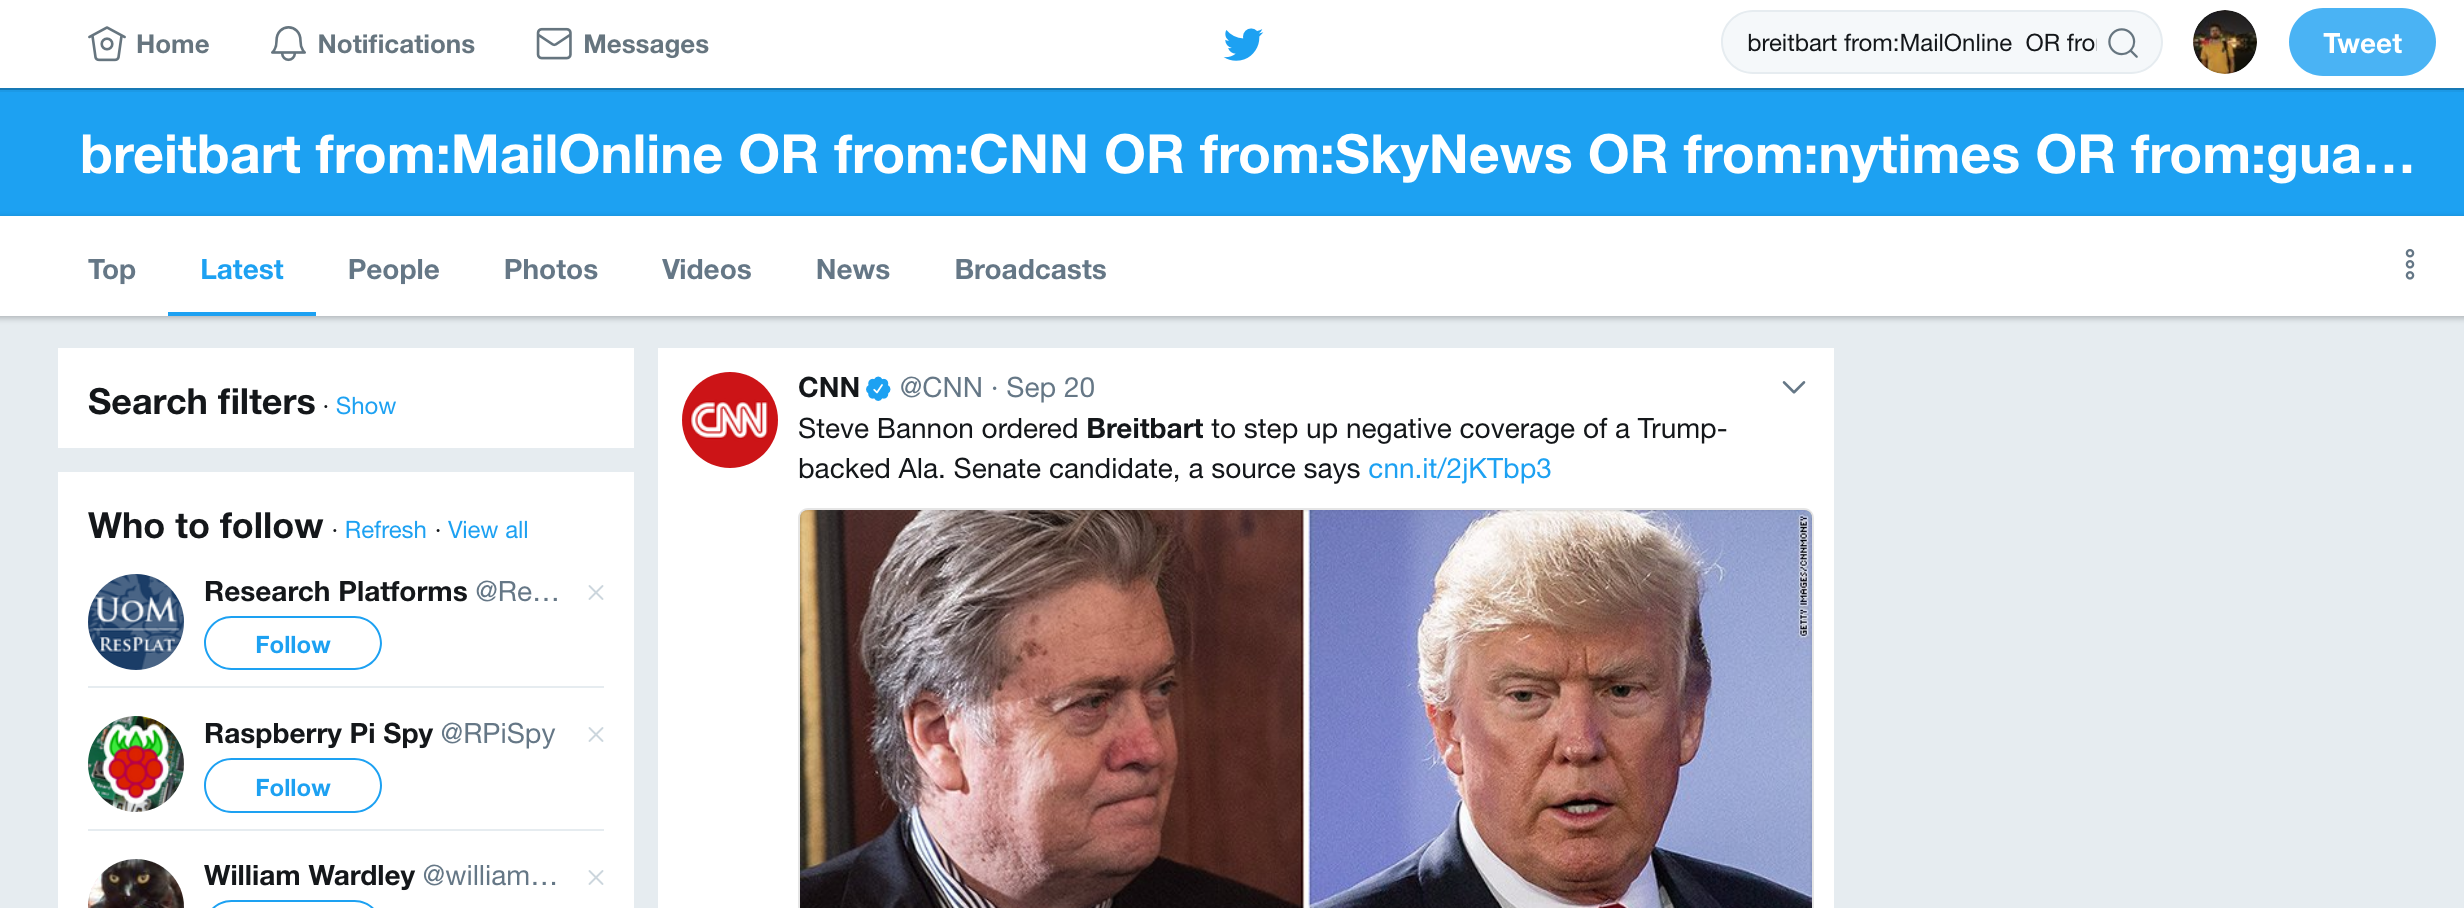 Home
Notifications
Messages
breitbart from:MailOnline  OR fro
Tweet
breitbart from:MailOnline OR from:CNN OR from:SkyNews OR from:nytimes OR from:gua…
Top
Latest
People
Photos
Videos
News
Broadcasts
Search filters · Show
Who to follow · Refresh · View all
UOM
RESPLAT
Research Platforms @Re…
Follow
Raspberry Pi Spy @RPiSpy
Follow
William Wardley @william…
CNN
CNN @CNN · Sep 20
Steve Bannon ordered Breitbart to step up negative coverage of a Trump-
backed Ala. Senate candidate, a source says cnn.it/2jKTbp3
GETTY IMAGES/CNNMONEY